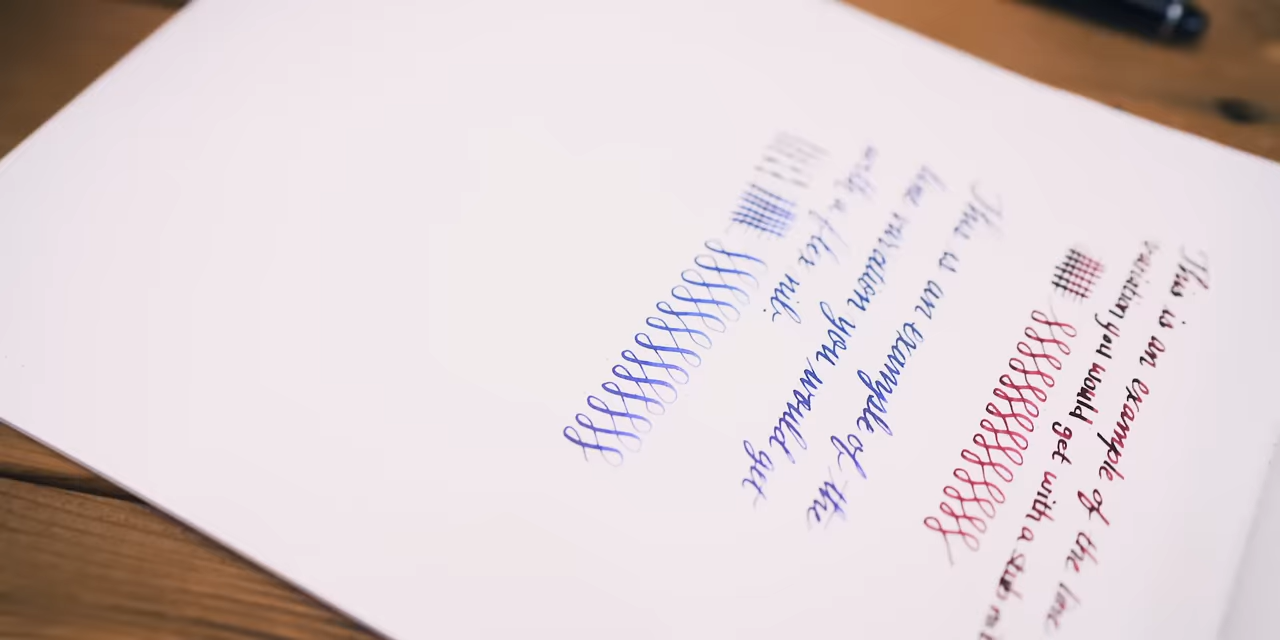 This is an example of the line
variation you would get with a stub
This is an example of the
line variation you would get
with a flex nib.